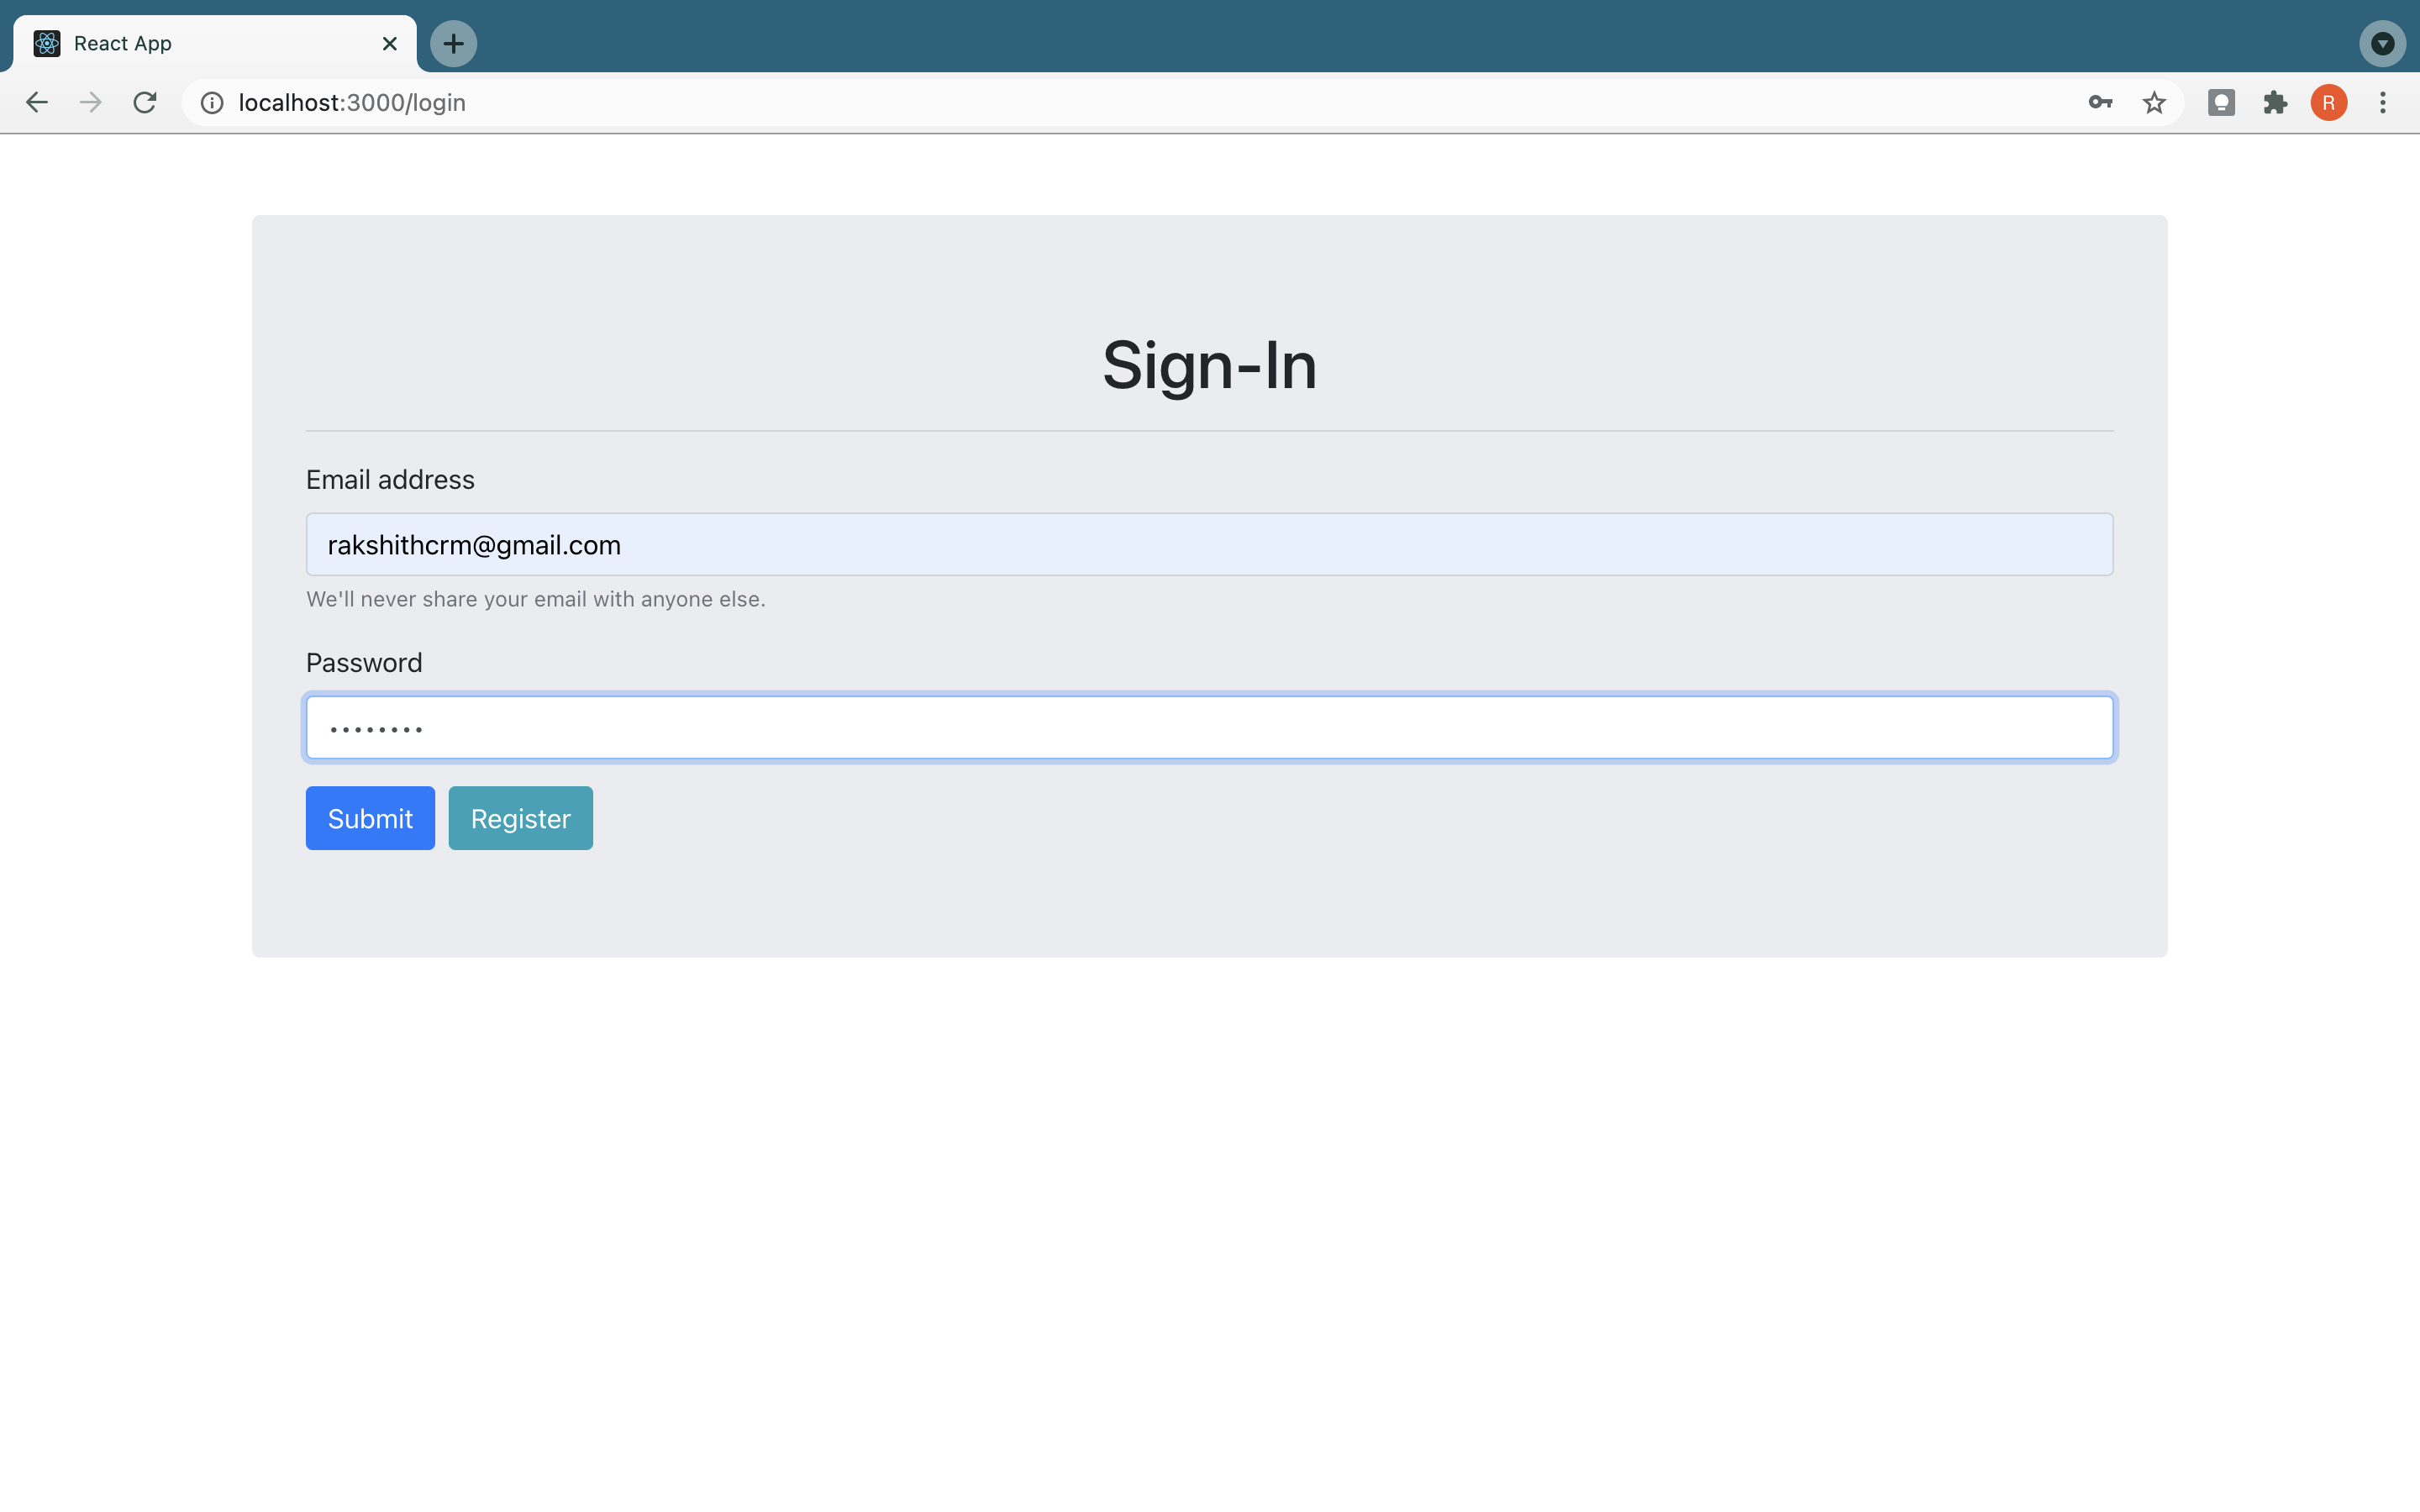 React App
localhost:3000/login
R
Sign-In
Email address
rakshithcrm@gmail.com
We'll never share your email with anyone else.
Password
••••••••
Submit Register